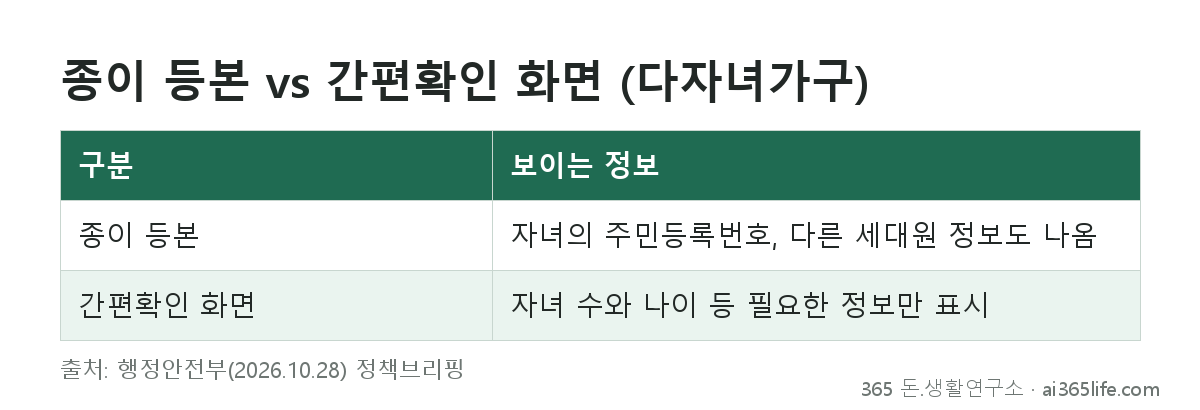 종이 등본 vs 간편확인 화면 (다자녀가구)
구분 보이는 정보
종이 등본 자녀의 주민등록번호, 다른 세대원 정보도 나옴
간편확인 화면 자녀 수와 나이 등 필요한 정보만 표시
출처: 행정안전부(2026.10.28) 정책브리핑
365 돈.생활연구소 · ai365life.com